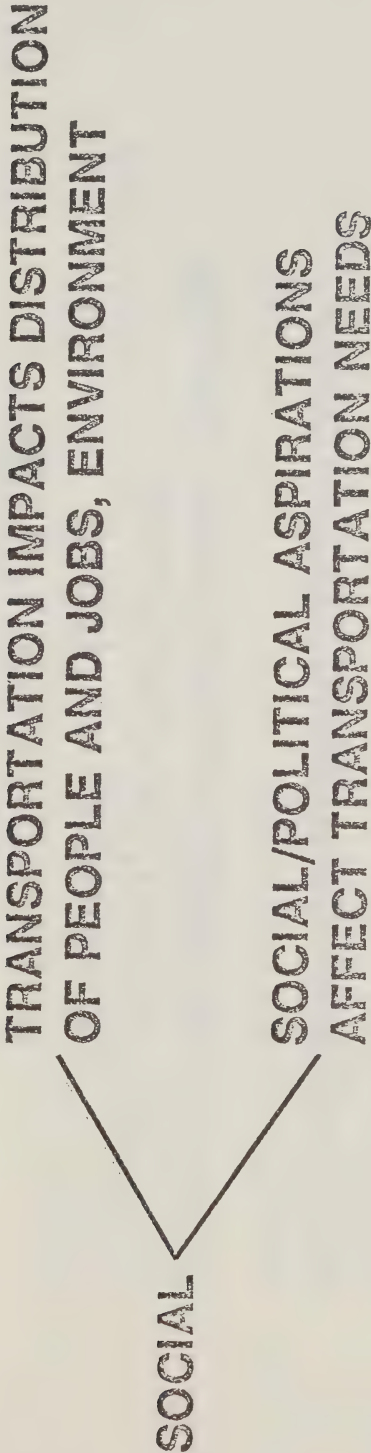 SOCIAL
TRANSPORTATION IMPACTS DISTRIBUTION
OF PEOPLE AND JOBS, ENVIRONMENT
SOCIAL/POLITICAL ASPIRATIONS
AFFECT TRANSPORTATION NEEDS